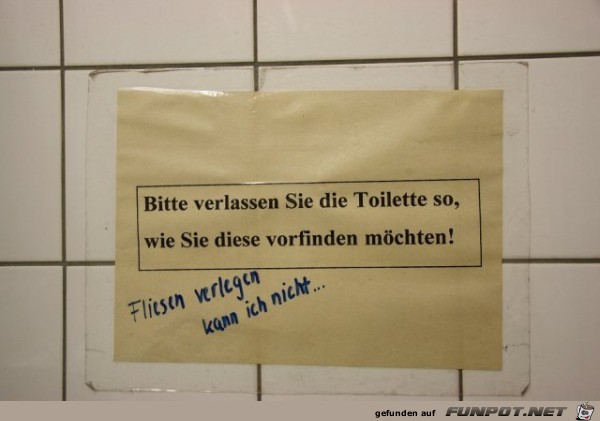 Bitte verlassen Sie die Toilette so,
wie Sie diese vorfinden möchten!
Fliesen verlegen
kann ich nicht...
gefunden auf FUNPOT.NET